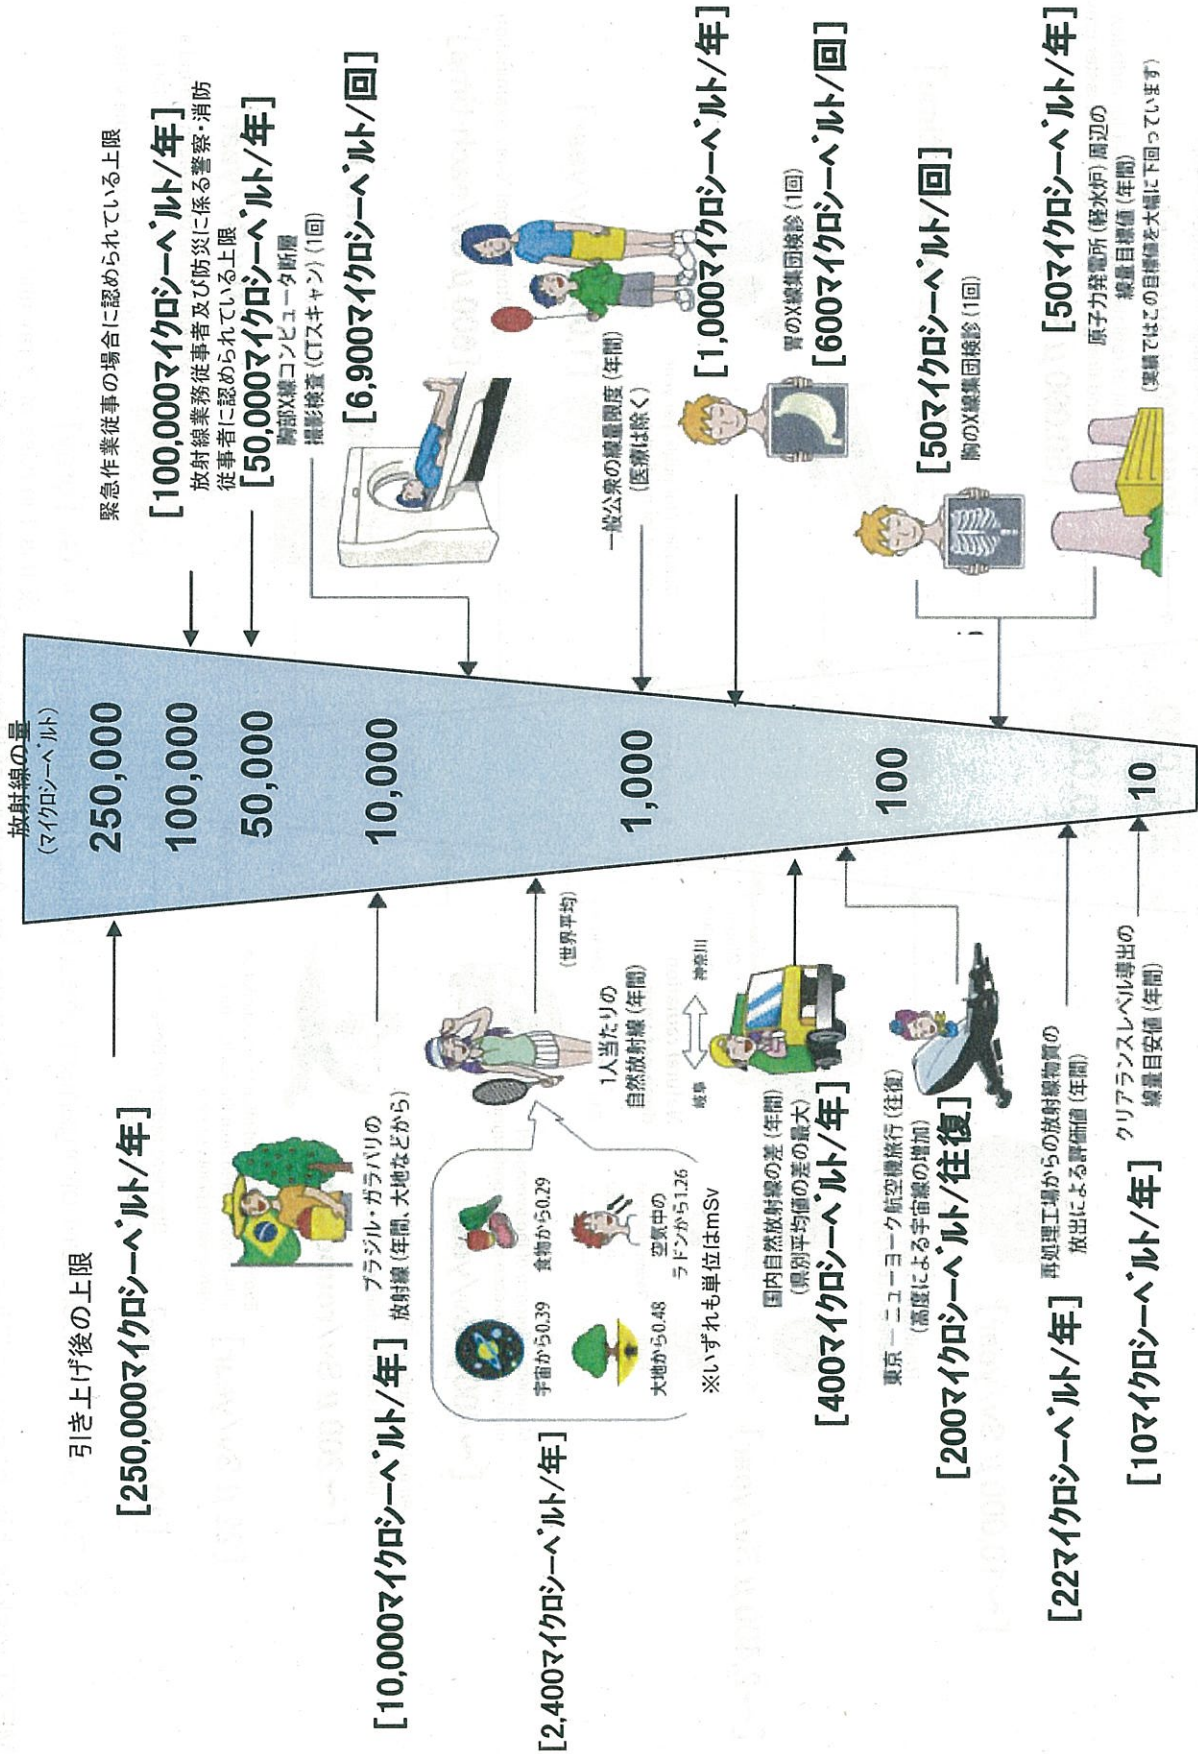 放射線の量
(マイクロシーベルト)
250,000
100,000
50,000
10,000
1,000
100
10
引き上げ後の上限
[250,000マイクロシーベルト/年]
ブラジル・ガラパリの
放射線(年間、大地などから)
[10,000マイクロシーベルト/年]
宇宙から0.39
食物から0.29
大地から0.48
空気中の
ラドンから1.26
※いずれも単位はmSv
(世界平均)
1人当たりの
自然放射線(年間)
[2,400マイクロシーベルト/年]
岐阜
神奈川
国内自然放射線の差(年間)
(県別平均値の差の最大)
[400マイクロシーベルト/年]
東京ーニューヨーク航空機旅行(往復)
(高度による宇宙線の増加)
[200マイクロシーベルト/往復]
再処理工場からの放射線物質の
放出による評価値(年間)
[22マイクロシーベルト/年]
クリアランスレベル導出の
線量目安値(年間)
[10マイクロシーベルト/年]
緊急作業従事の場合に認められている上限
[100,000マイクロシーベルト/年]
放射線業務従事者及び防災に係る警察・消防
従事者に認められている上限
[50,000マイクロシーベルト/年]
胸部X線コンピュータ断層
撮影検査(CTスキャン)(1回)
[6,900マイクロシーベルト/回]
一般公衆の線量限度(年間)
(医療は除く)
[1,000マイクロシーベルト/年]
胃のX線集団検診(1回)
[600マイクロシーベルト/回]
[50マイクロシーベルト/回]
胸のX線集団検診(1回)
[50マイクロシーベルト/年]
原子力発電所(軽水炉)周辺の
線量目標値(年間)
(実績ではこの目標値を大幅に下回っています)